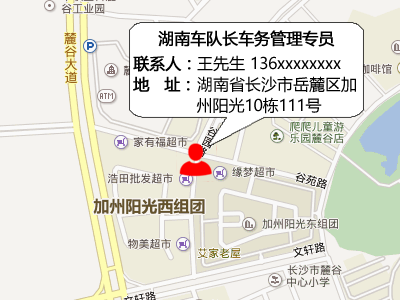 谷工业园
麓谷大道
湖南车队长车务管理专员
联系人：王先生 136xxxxxxxx
地 址：湖南省长沙市岳麓区加
州阳光10栋111号
咖啡馆
ATM
家有福超市
爬爬儿童游
乐园麓谷店
谷苑路
浩田批发超市
缘梦超市
加州阳光西组团
加州阳光东组团
物美超市
艾家老屋
文轩路
文轩路
长沙市麓谷
中心小学